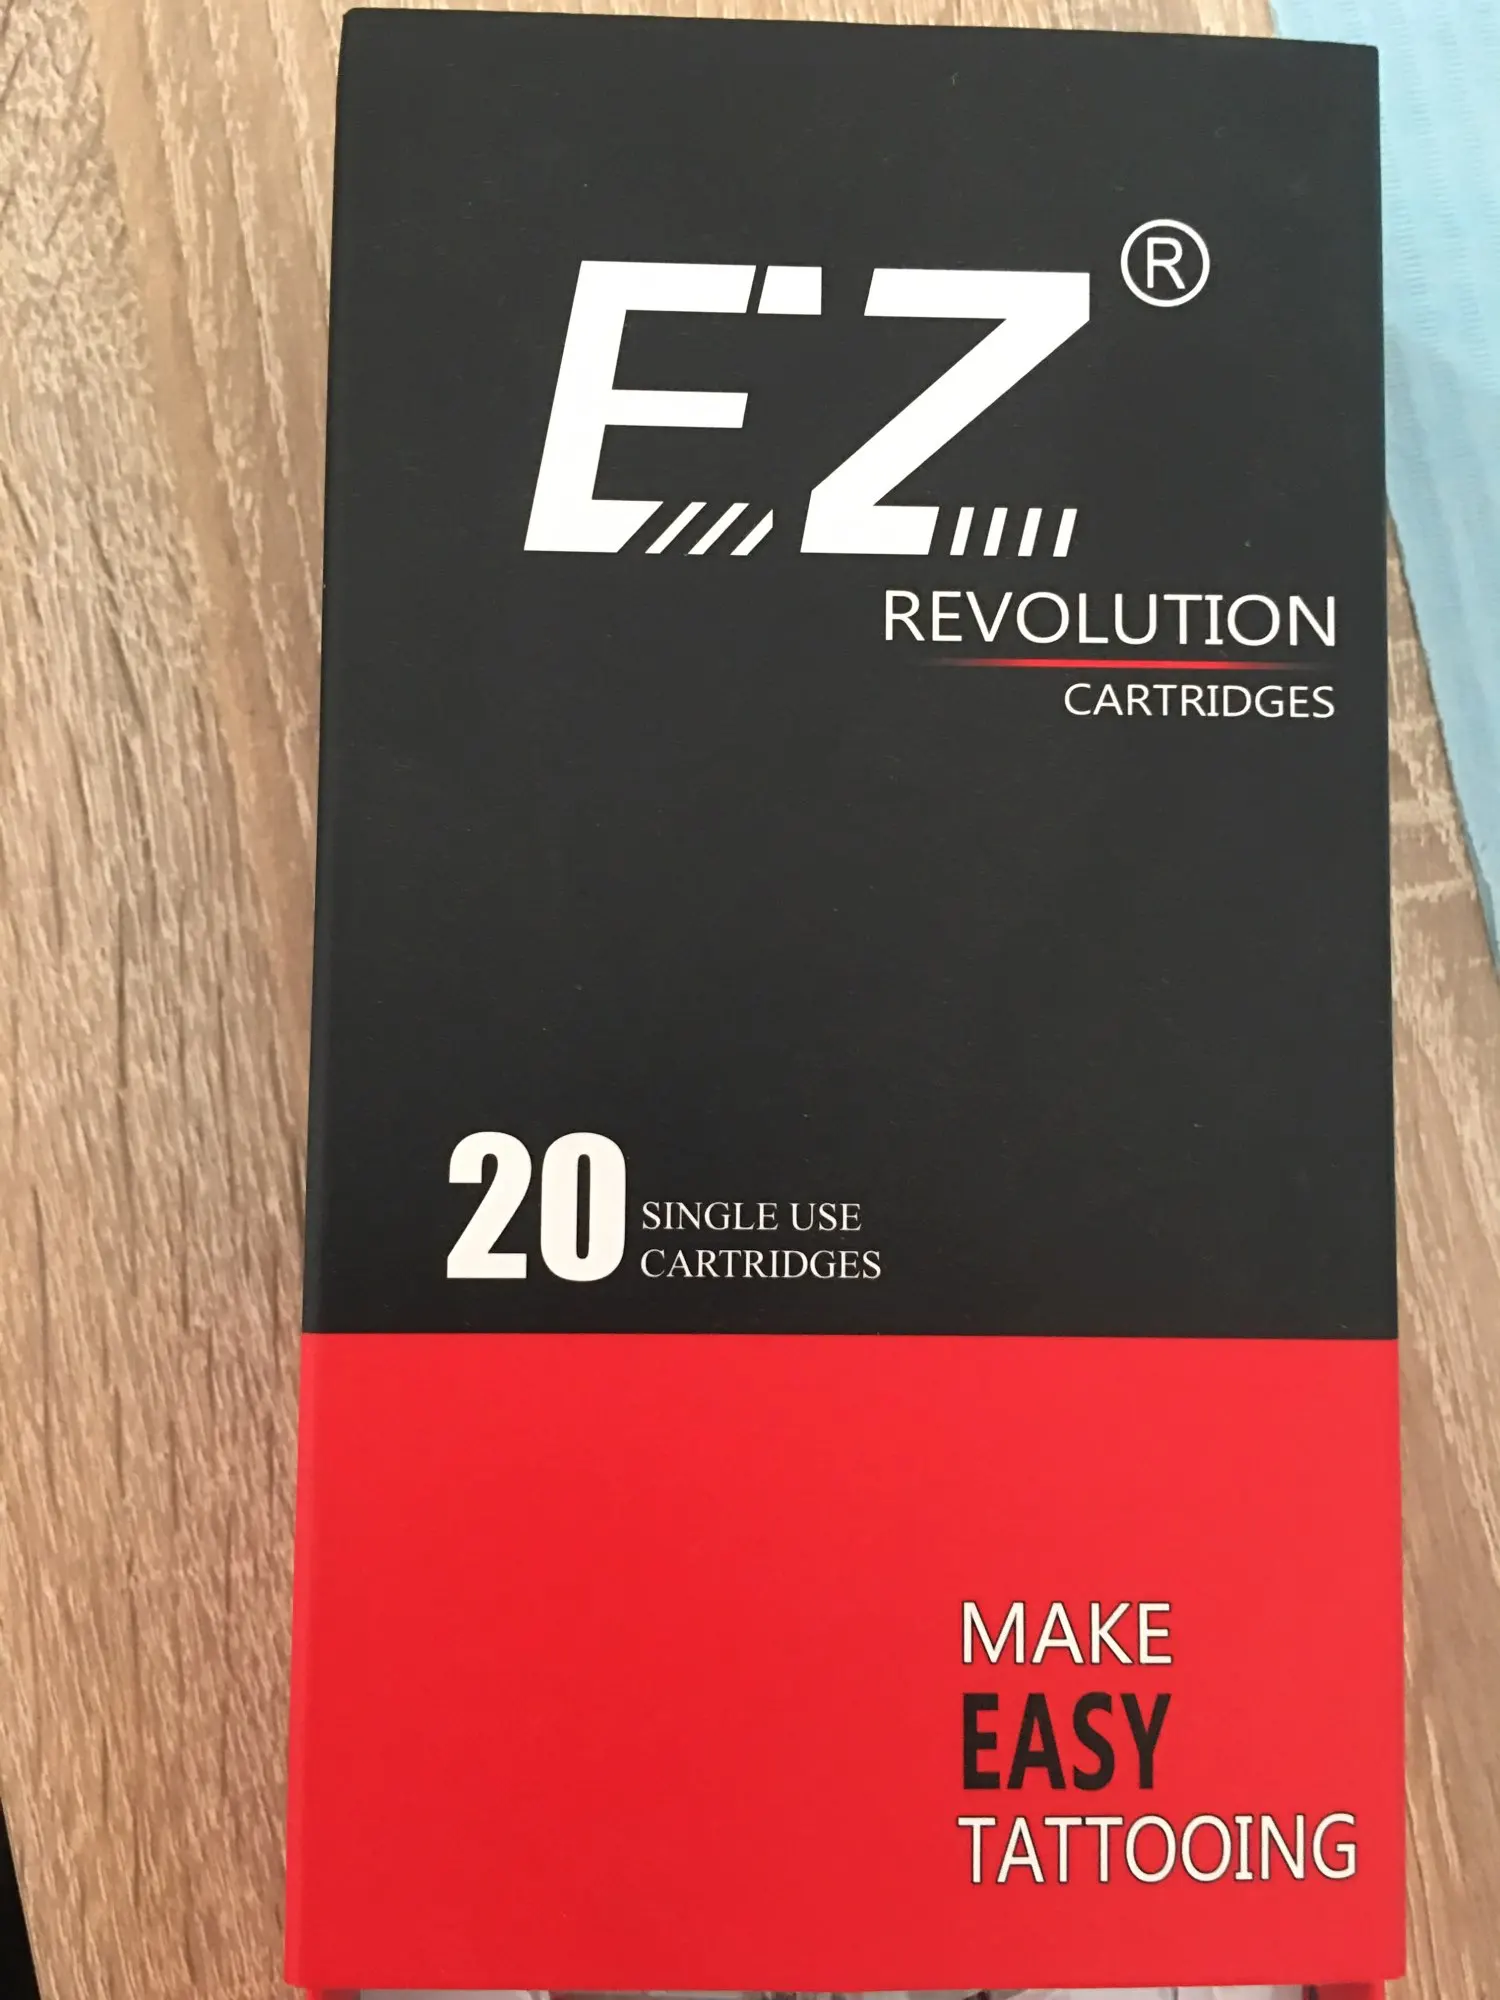 EZ®
REVOLUTION
CARTRIDGES
20 SINGLE USE
CARTRIDGES
MAKE
EASY
TATTOOING